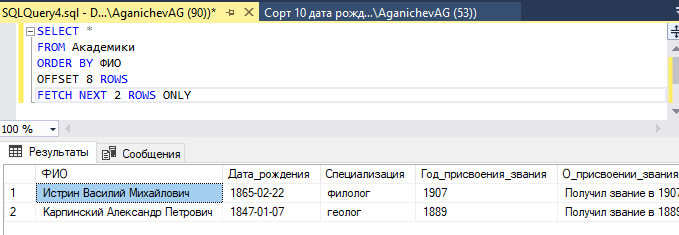 SQLQuery4.sql - D...\AganichevAG (90))* Сорт 10 дата рожд...\AganichevAG (53))
SELECT *
FROM Академики
ORDER BY ФИО
OFFSET 8 ROWS
FETCH NEXT 2 ROWS ONLY
100 %
Результаты Сообщения
ФИО Дата_рождения Специализация Год_присвоения_звания О_присвоении_звания
1 Истрин Василий Михайлович 1865-02-22 филолог 1907 Получил звание в 1907
2 Карпинский Александр Петрович 1847-01-07 геолог 1889 Получил звание в 1889